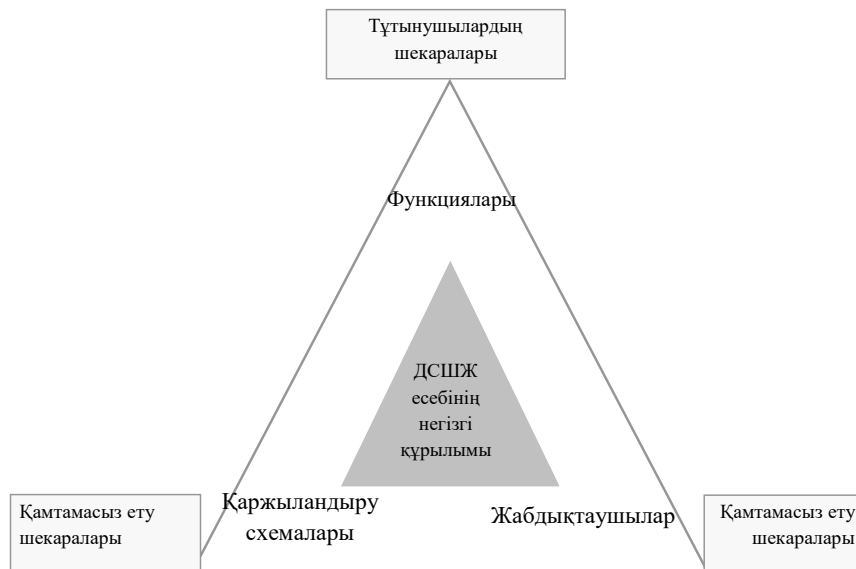 Тұтынушылардың
шекаралары
Функциялары
ДСШЖ
есебінің
негізгі
құрылымы
Қаржыландыру
схемалары
Жабдықтаушылар
Қамтамасыз ету
шекаралары
Қамтамасыз ету
шекаралары